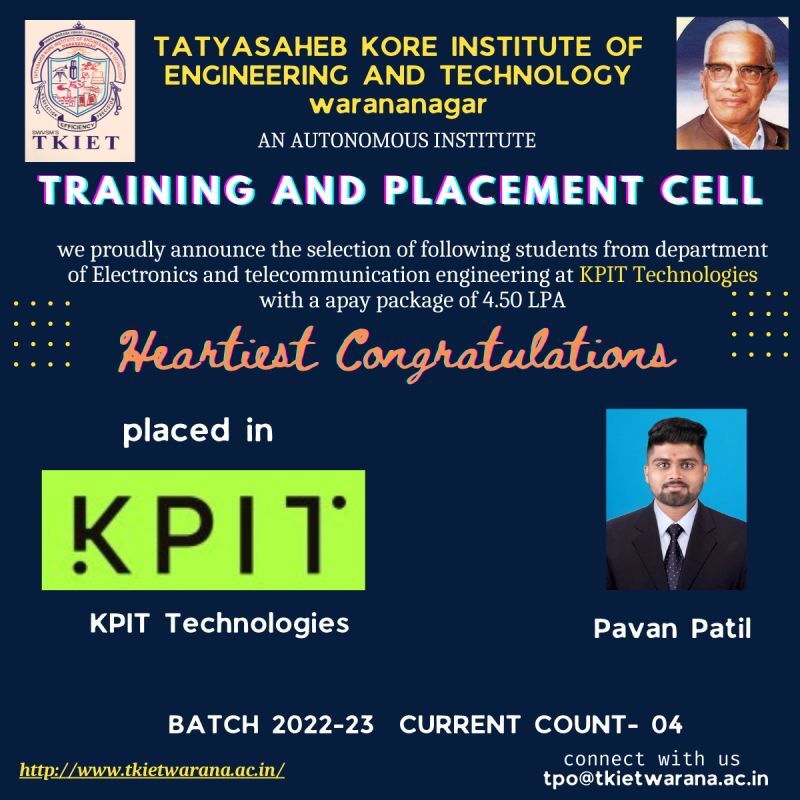 TATYASAHEB KORE INSTITUTE OF
ENGINEERING AND TECHNOLOGY
warananagar
AN AUTONOMOUS INSTITUTE
EFFICIENCY
SWVSM'S
TKIET
TRAINING AND PLACEMENT CELL
we proudly announce the selection of following students from department
of Electronics and telecommunication engineering at KPIT Technologies
with a apay package of 4.50 LPA
Heartiest Congratulations
placed in
KPIT
KPIT Technologies
Pavan Patil
BATCH 2022-23 CURRENT COUNT- 04
http://www.tkietwarana.ac.in/
connect with us
tpo@tkietwarana.ac.in